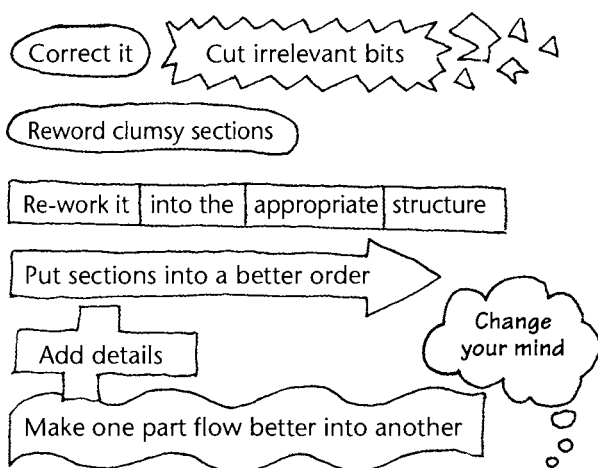 Correct it
Cut irrelevant bits
Reword clumsy sections
Re-work it into the appropriate structure
Put sections into a better order
Change
your mind
Add details
Make one part flow better into another